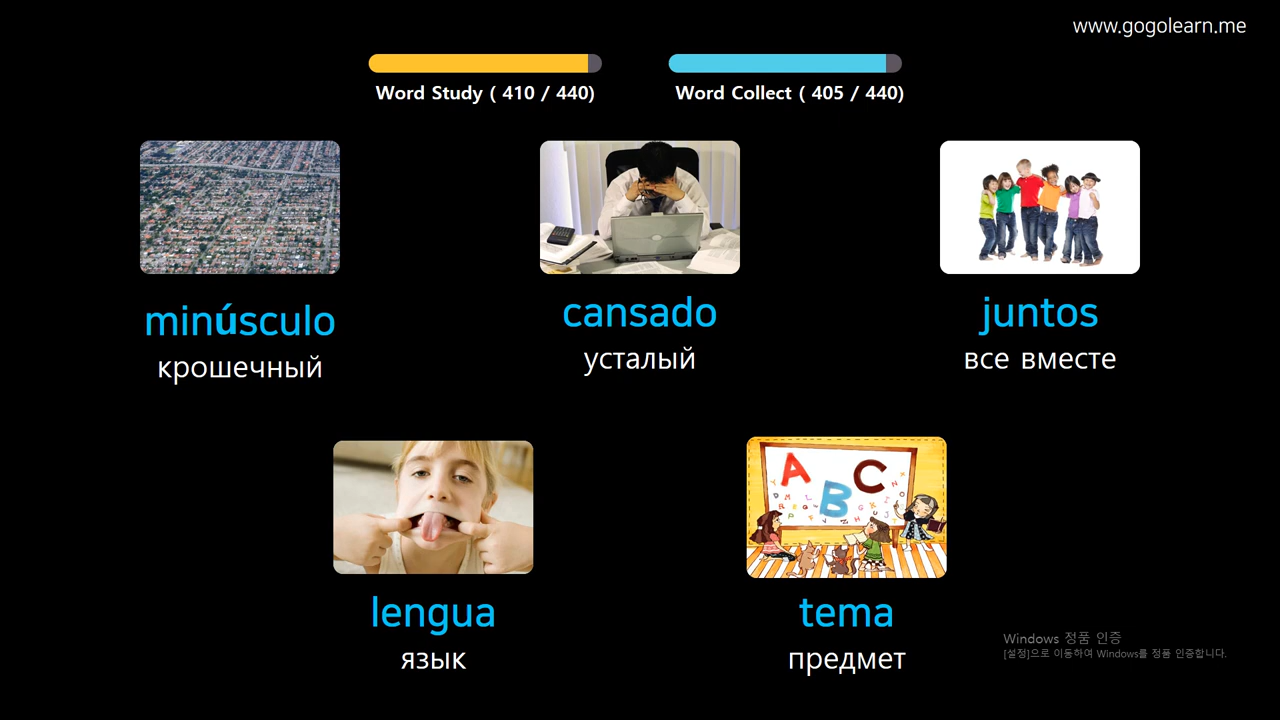 www.gogolearn.me
Word Study ( 410 / 440)
Word Collect ( 405 / 440)
minúsculo
крошечный
cansado
усталый
juntos
все вместе
lengua
язык
A B C
tema
предмет
Windows 정품 인증
[설정]으로 이동하여 Windows를 정품 인증합니다.